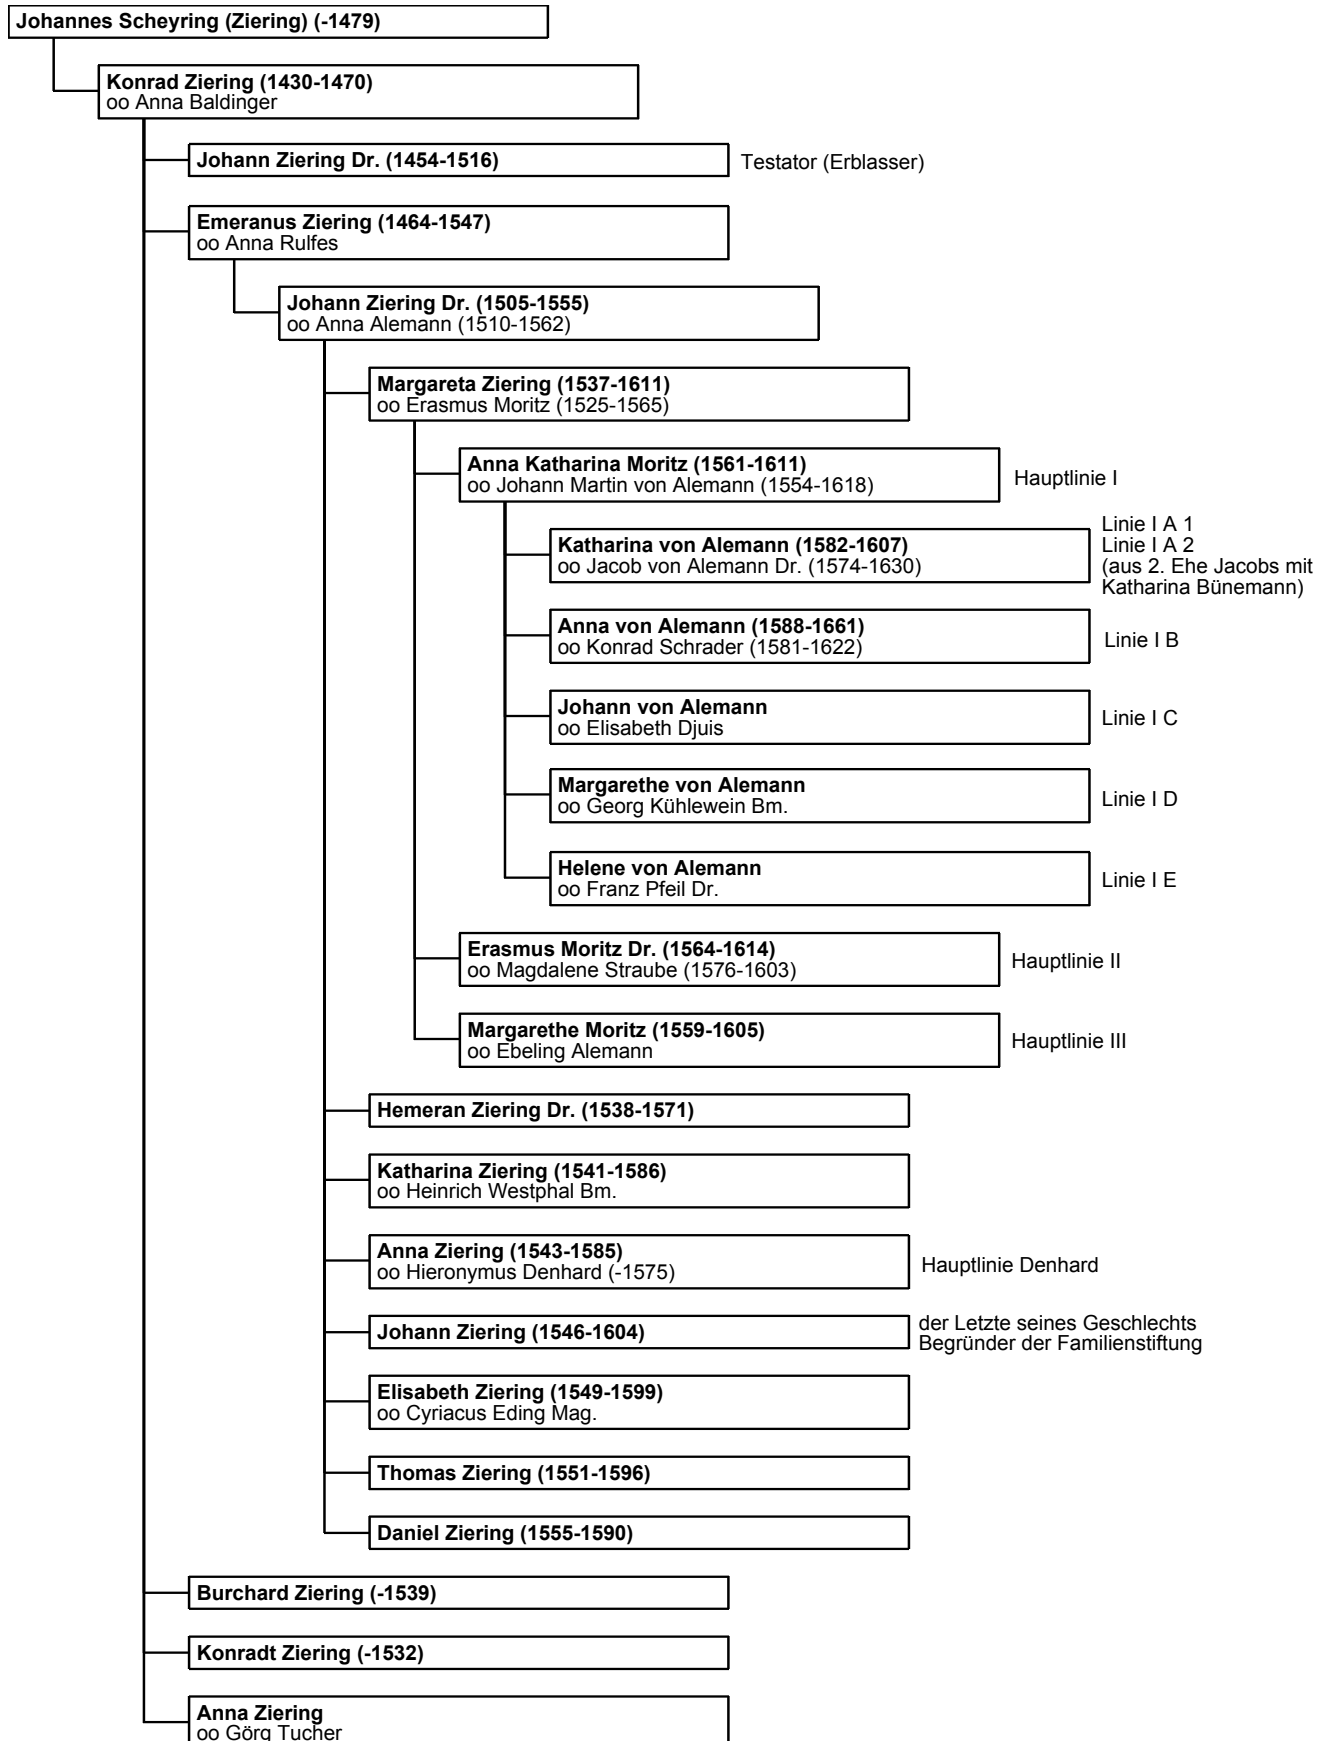 Johannes Scheyring (Ziering) (-1479)
Konrad Ziering (1430-1470)
oo Anna Baldinger
Johann Ziering Dr. (1454-1516)
Testator (Erblasser)
Emeranus Ziering (1464-1547)
oo Anna Rulfes
Johann Ziering Dr. (1505-1555)
oo Anna Alemann (1510-1562)
Margareta Ziering (1537-1611)
oo Erasmus Moritz (1525-1565)
Anna Katharina Moritz (1561-1611)
oo Johann Martin von Alemann (1554-1618)
Hauptlinie I
Katharina von Alemann (1582-1607)
oo Jacob von Alemann Dr. (1574-1630)
Linie I A 1
Linie I A 2
(aus 2. Ehe Jacobs mit
Katharina Bünemann)
Anna von Alemann (1588-1661)
oo Konrad Schrader (1581-1622)
Linie I B
Johann von Alemann
oo Elisabeth Djuis
Linie I C
Margarethe von Alemann
oo Georg Kühlewein Bm.
Linie I D
Helene von Alemann
oo Franz Pfeil Dr.
Linie I E
Erasmus Moritz Dr. (1564-1614)
oo Magdalene Straube (1576-1603)
Hauptlinie II
Margarethe Moritz (1559-1605)
oo Ebeling Alemann
Hauptlinie III
Hemeran Ziering Dr. (1538-1571)
Katharina Ziering (1541-1586)
oo Heinrich Westphal Bm.
Anna Ziering (1543-1585)
oo Hieronymus Denhard (-1575)
Hauptlinie Denhard
Johann Ziering (1546-1604)
der Letzte seines Geschlechts
Begründer der Familienstiftung
Elisabeth Ziering (1549-1599)
oo Cyriacus Eding Mag.
Thomas Ziering (1551-1596)
Daniel Ziering (1555-1590)
Burchard Ziering (-1539)
Konradt Ziering (-1532)
Anna Ziering
oo Görg Tucher